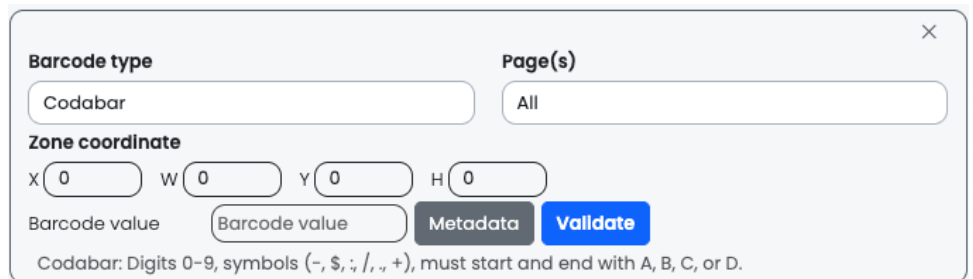 Barcode type Page(s)
Codabar All
Zone coordinate
X 0 W 0 Y 0 H 0
Barcode value Barcode value Metadata Validate
Codabar: Digits 0-9, symbols (-, $, :, /, ., +), must start and end with A, B, C, or D.